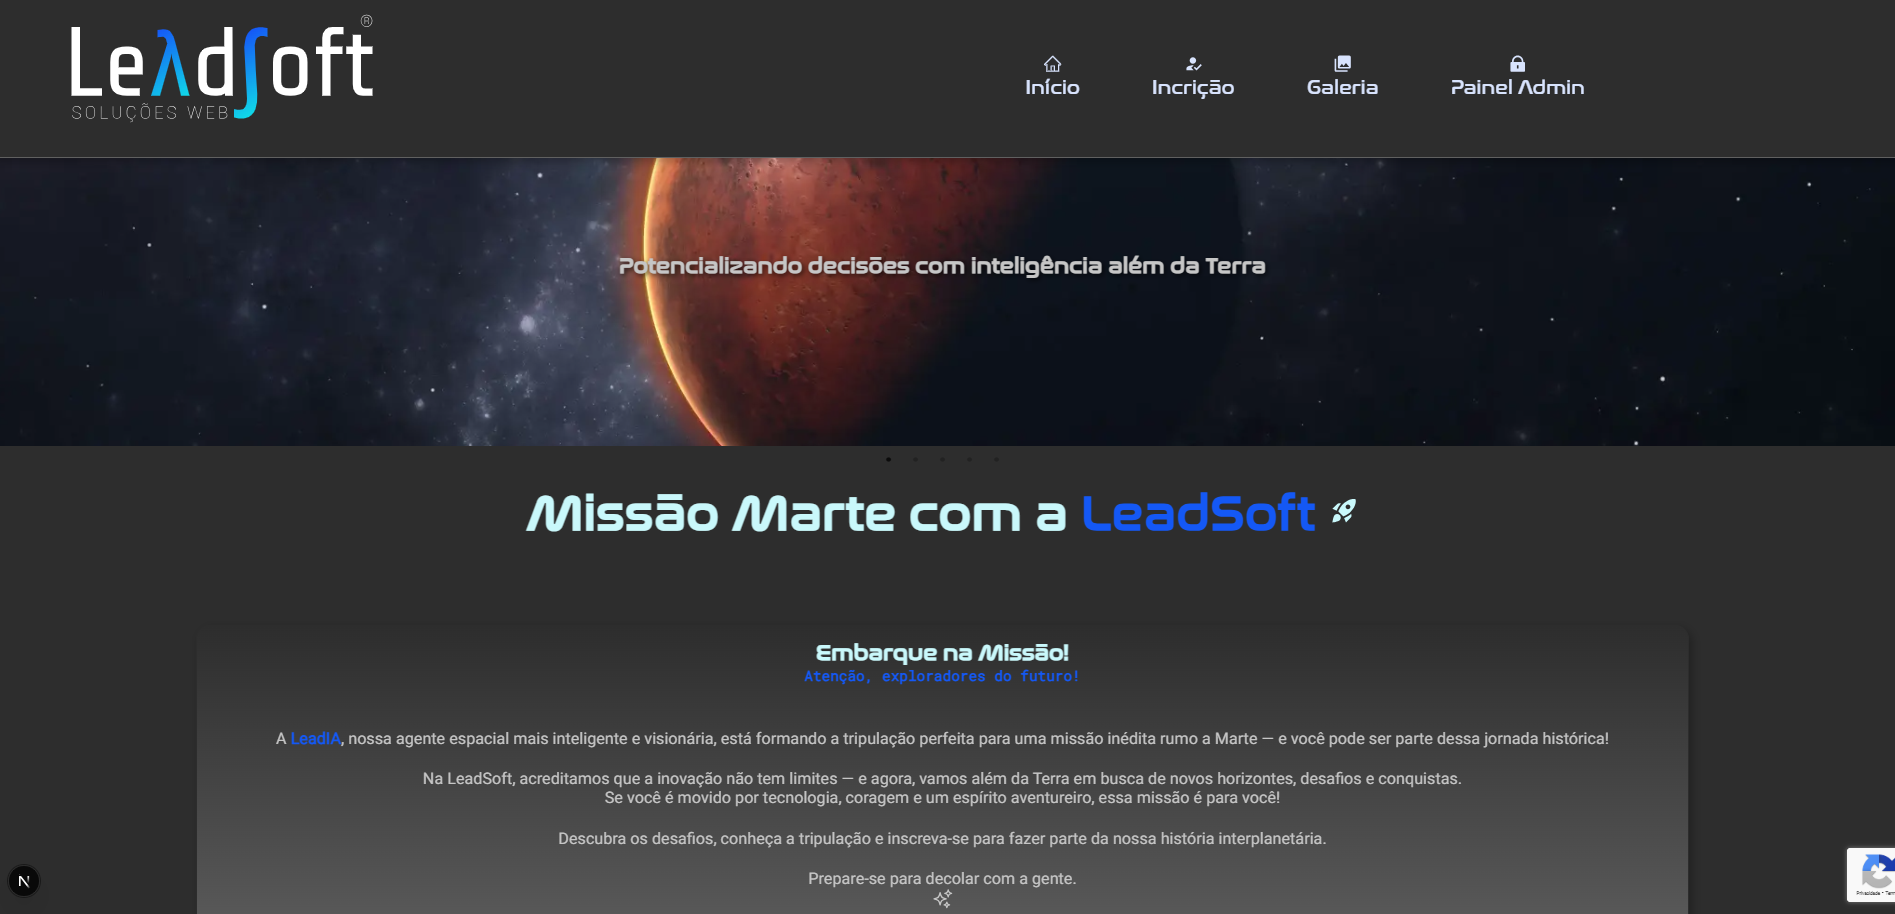 LeadSoft®
SOLUÇÕES WEB
Início
Incrição
Galeria
Painel Admin
Potencializando decisões com inteligência além da Terra
Missão Marte com a LeadSoft
Embarque na Missão!
Atenção, exploradores do futuro!
A LeadIA, nossa agente espacial mais inteligente e visionária, está formando a tripulação perfeita para uma missão inédita rumo a Marte — e você pode ser parte dessa jornada histórica!
Na LeadSoft, acreditamos que a inovação não tem limites — e agora, vamos além da Terra em busca de novos horizontes, desafios e conquistas.
Se você é movido por tecnologia, coragem e um espírito aventureiro, essa missão é para você!
Descubra os desafios, conheça a tripulação e inscreva-se para fazer parte da nossa história interplanetária.
Prepare-se para decolar com a gente.
N
Privacidade